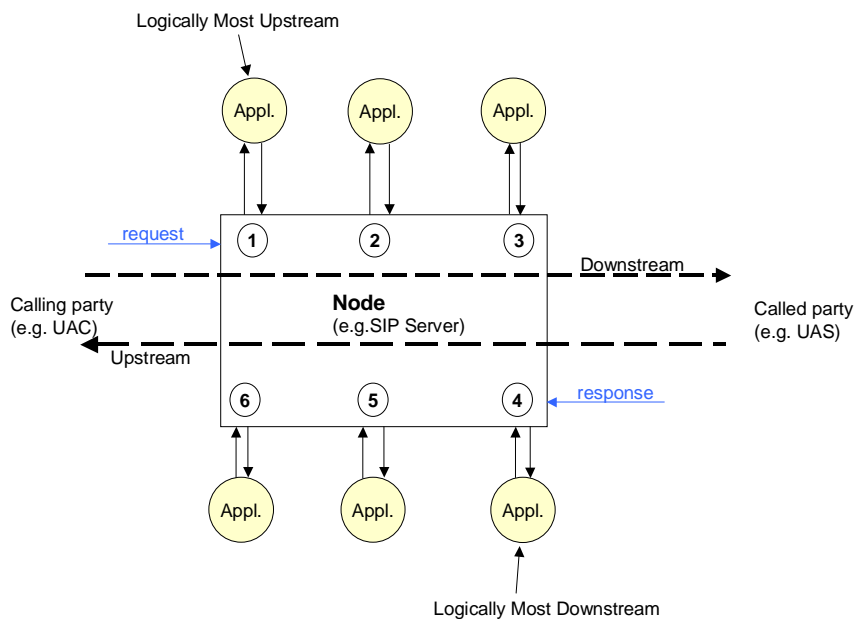 Logically Most Upstream
Appl.
Appl.
Appl.
request
1
2
3
Downstream
Calling party
(e.g. UAC)
Node
(e.g.SIP Server)
Called party
(e.g. UAS)
Upstream
response
6
5
4
Appl.
Appl.
Appl.
Logically Most Downstream